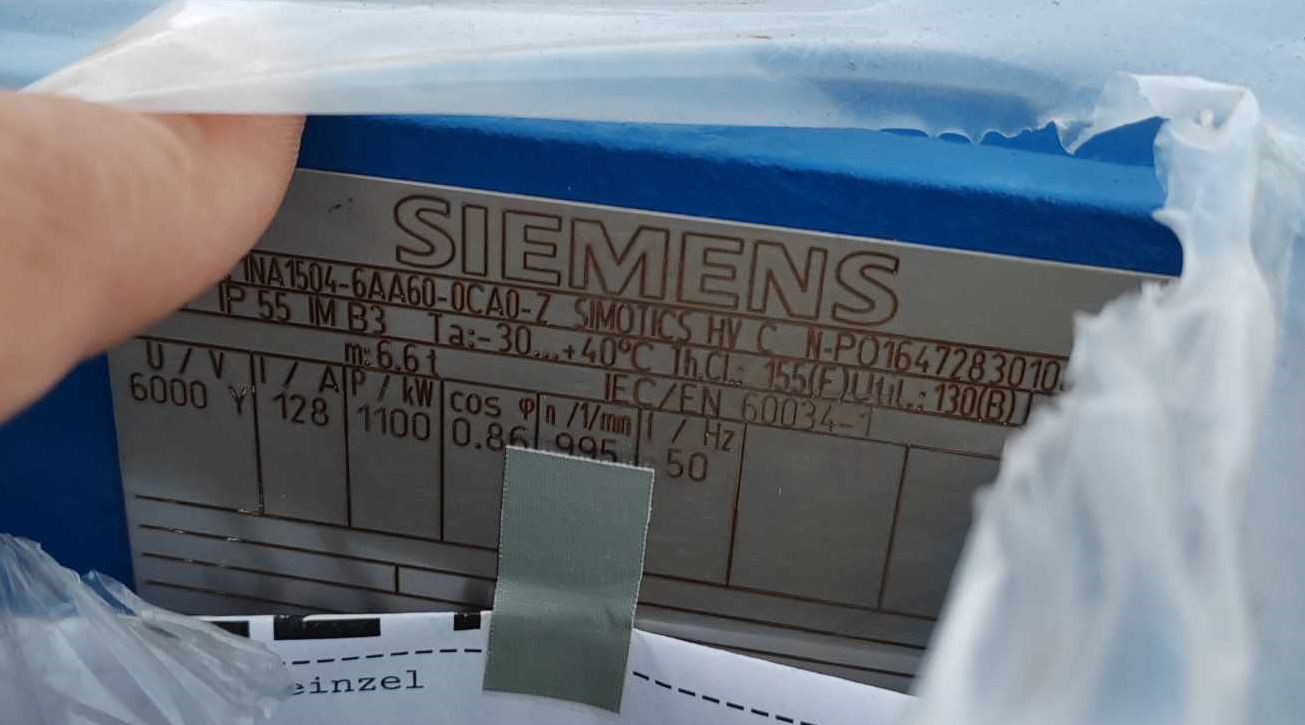 SIEMENS
1NA1504-6AA60-0CA0-Z SIMOTICS HV C N-PO1647283010
IP 55 IM B3 Ta:-30...+40°C Th.Cl.: 155(F) Util.: 130(B)
m: 6.6 t IEC/EN 60034-1
U / V I / A P / kW cos φ n /1/min f / Hz
6000 Y 128 1100 0.86 995 50
einzel